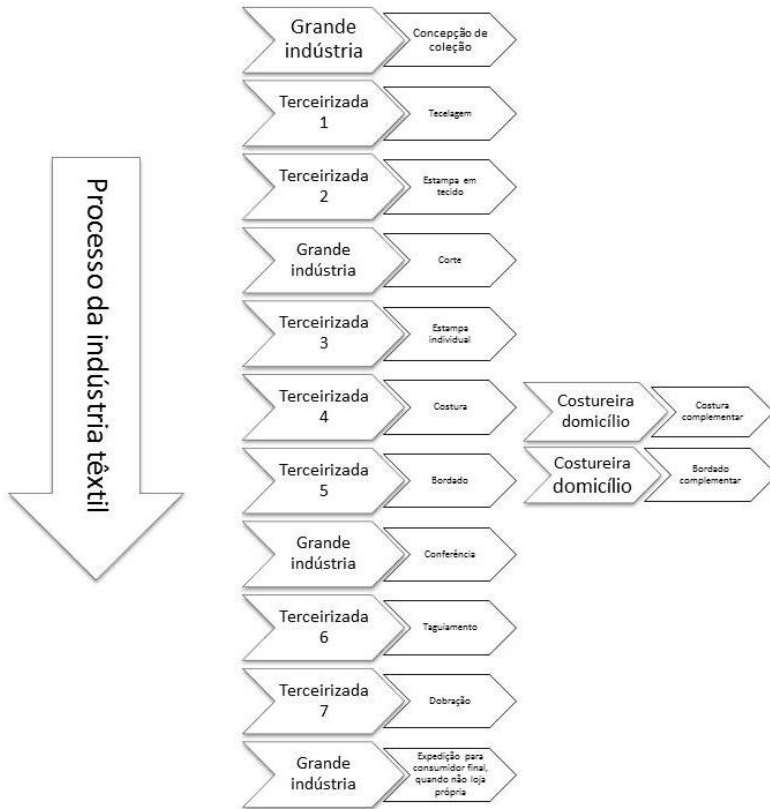 Processo da indústria têxtil
Grande
indústria
Concepção de
coleção
Terceirizada
1
Tecelagem
Terceirizada
2
Estampa em
tecido
Grande
indústria
Corte
Terceirizada
3
Estampa
individual
Terceirizada
4
Costura
Costureira
domicílio
Costura
complementar
Terceirizada
5
Bordado
Costureira
domicílio
Bordado
complementar
Grande
indústria
Conferência
Terceirizada
6
Taguiamento
Terceirizada
7
Dobração
Grande
indústria
Expedição para
consumidor final,
quando não loja
própria